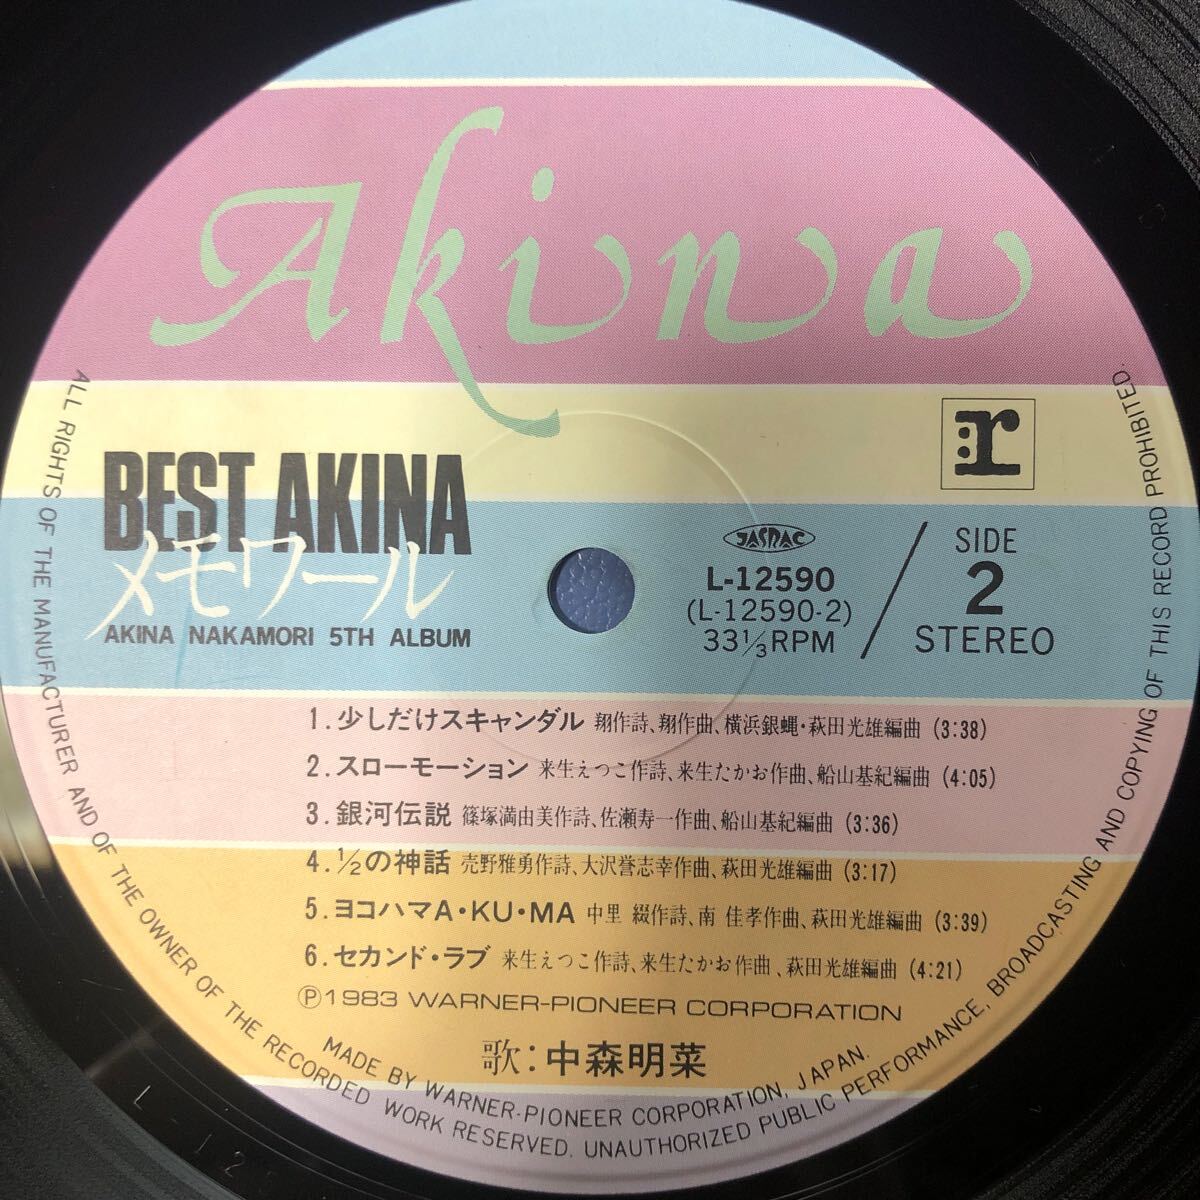 Akina
BEST AKINA
メモワール
AKINA NAKAMORI 5TH ALBUM
r
JASRAC
L-12590
(L-12590-2)
33⅓RPM
SIDE
2
STEREO
1. 少しだけスキャンダル 翔作詩、翔作曲、横浜銀蝿・萩田光雄編曲 (3:38)
2. スローモーション 来生えつこ作詩、来生たかお作曲、船山基紀編曲 (4:05)
3. 銀河伝説 篠塚満由美作詩、佐瀬寿一作曲、船山基紀編曲 (3:36)
4. ½の神話 売野雅勇作詩、大沢誉志幸作曲、萩田光雄編曲 (3:17)
5. ヨコハマA・KU・MA 中里 綴作詩、南 佳孝作曲、萩田光雄編曲 (3:39)
6. セカンド・ラブ 来生えつこ作詩、来生たかお作曲、萩田光雄編曲 (4:21)
Ⓟ1983 WARNER-PIONEER CORPORATION
歌：中森明菜
MADE BY WARNER-PIONEER CORPORATION, JAPAN.
ALL RIGHTS OF THE MANUFACTURER AND OF THE OWNER OF THE RECORDED WORK RESERVED. UNAUTHORIZED PUBLIC PERFORMANCE, BROADCASTING AND COPYING OF THIS RECORD PROHIBITED.